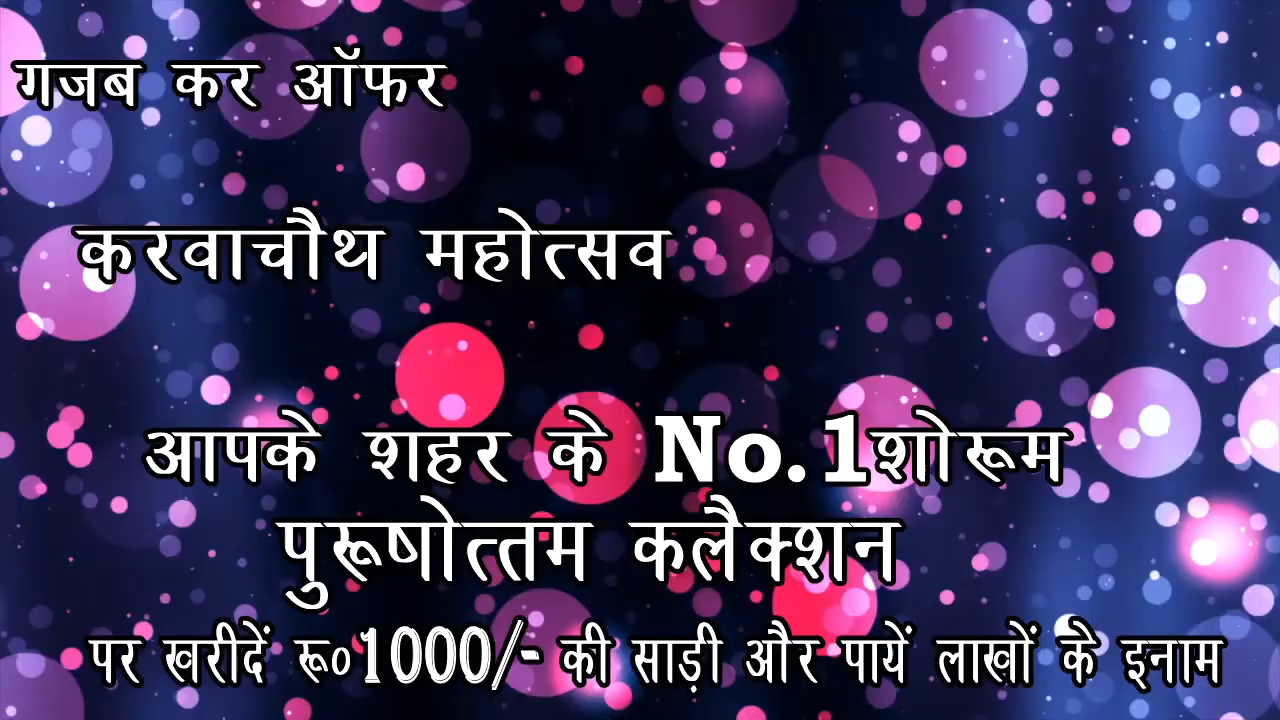 गजब कर ऑफर
करवाचौथ महोत्सव
आपके शहर के No.1शोरूम
पुरूषोत्तम कलैक्शन
पर खरीदें रू०1000/- की साड़ी और पायें लाखों के इनाम